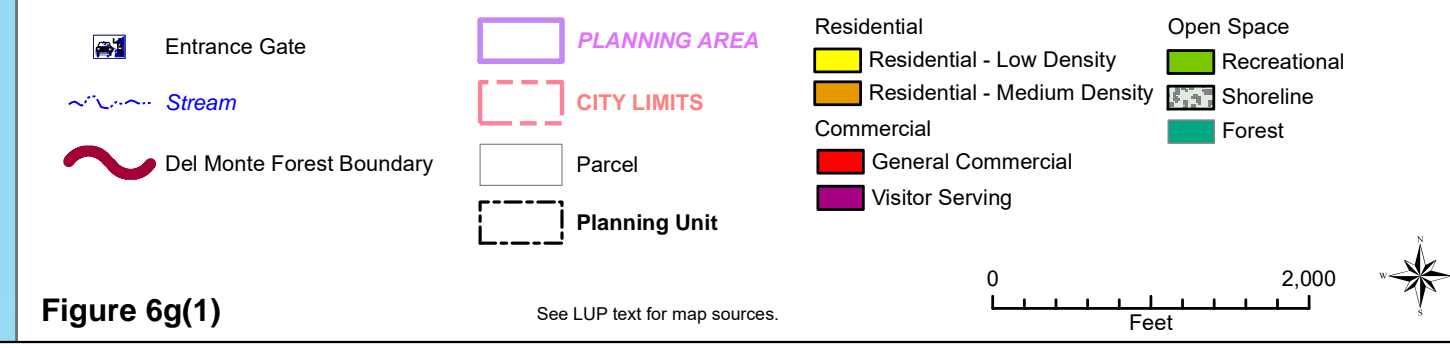 Entrance Gate
Stream
Del Monte Forest Boundary
PLANNING AREA
CITY LIMITS
Parcel
Planning Unit
Residential
Residential - Low Density
Residential - Medium Density
Commercial
General Commercial
Visitor Serving
Open Space
Recreational
Shoreline
Forest
Figure 6g(1)
See LUP text for map sources.
0 2,000
Feet
N
W
S